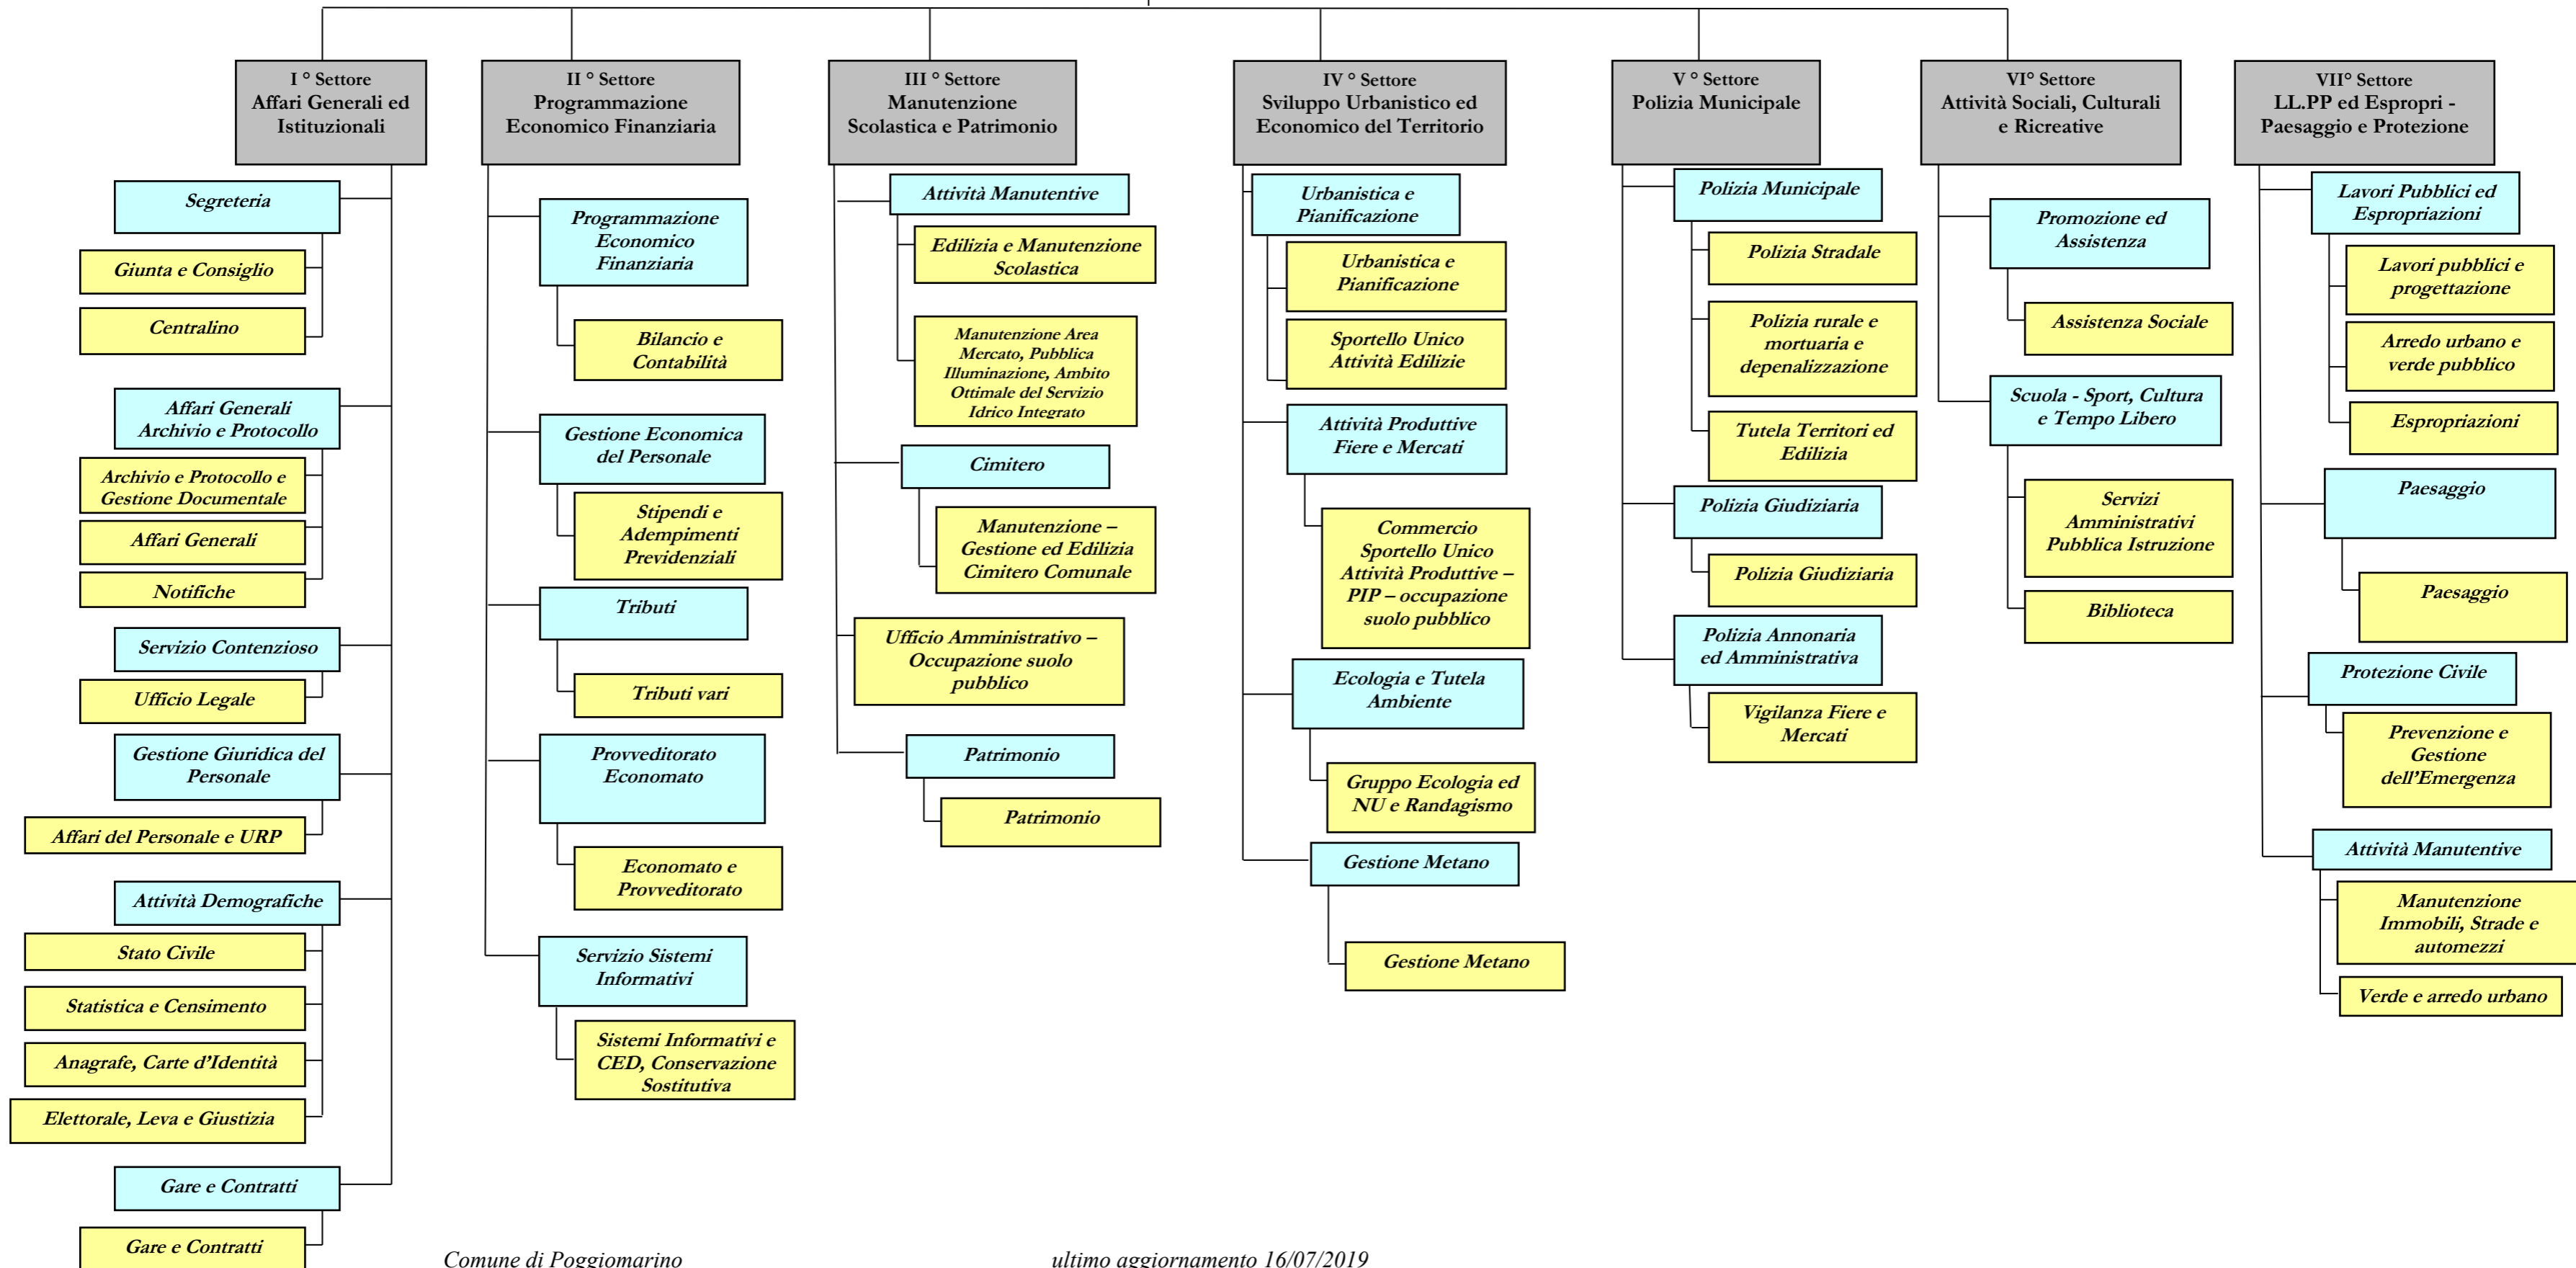 I ° Settore
Affari Generali ed
Istituzionali
Segreteria
Giunta e Consiglio
Centralino
Affari Generali
Archivio e Protocollo
Archivio e Protocollo e
Gestione Documentale
Affari Generali
Notifiche
Servizio Contenzioso
Ufficio Legale
Gestione Giuridica del
Personale
Affari del Personale e URP
Attività Demografiche
Stato Civile
Statistica e Censimento
Anagrafe, Carte d'Identità
Elettorale, Leva e Giustizia
Gare e Contratti
Gare e Contratti
II ° Settore
Programmazione
Economico Finanziaria
Programmazione
Economico
Finanziaria
Bilancio e
Contabilità
Gestione Economica
del Personale
Stipendi e
Adempimenti
Previdenziali
Tributi
Tributi vari
Provveditorato
Economato
Economato e
Provveditorato
Servizio Sistemi
Informativi
Sistemi Informativi e
CED, Conservazione
Sostitutiva
III ° Settore
Manutenzione
Scolastica e Patrimonio
Attività Manutentive
Edilizia e Manutenzione
Scolastica
Manutenzione Area
Mercato, Pubblica
Illuminazione, Ambito
Ottimale del Servizio
Idrico Integrato
Cimitero
Manutenzione –
Gestione ed Edilizia
Cimitero Comunale
Ufficio Amministrativo –
Occupazione suolo
pubblico
Patrimonio
Patrimonio
IV ° Settore
Sviluppo Urbanistico ed
Economico del Territorio
Urbanistica e
Pianificazione
Urbanistica e
Pianificazione
Sportello Unico
Attività Edilizie
Attività Produttive
Fiere e Mercati
Commercio
Sportello Unico
Attività Produttive –
PIP – occupazione
suolo pubblico
Ecologia e Tutela
Ambiente
Gruppo Ecologia ed
NU e Randagismo
Gestione Metano
Gestione Metano
V ° Settore
Polizia Municipale
Polizia Municipale
Polizia Stradale
Polizia rurale e
mortuaria e
depenalizzazione
Tutela Territori ed
Edilizia
Polizia Giudiziaria
Polizia Giudiziaria
Polizia Annonaria
ed Amministrativa
Vigilanza Fiere e
Mercati
VI° Settore
Attività Sociali, Culturali
e Ricreative
Promozione ed
Assistenza
Assistenza Sociale
Scuola - Sport, Cultura
e Tempo Libero
Servizi
Amministrativi
Pubblica Istruzione
Biblioteca
VII° Settore
LL.PP ed Espropri -
Paesaggio e Protezione
Lavori Pubblici ed
Espropriazioni
Lavori pubblici e
progettazione
Arredo urbano e
verde pubblico
Espropriazioni
Paesaggio
Paesaggio
Protezione Civile
Prevenzione e
Gestione
dell'Emergenza
Attività Manutentive
Manutenzione
Immobili, Strade e
automezzi
Verde e arredo urbano
Comune di Poggiomarino
ultimo aggiornamento 16/07/2019